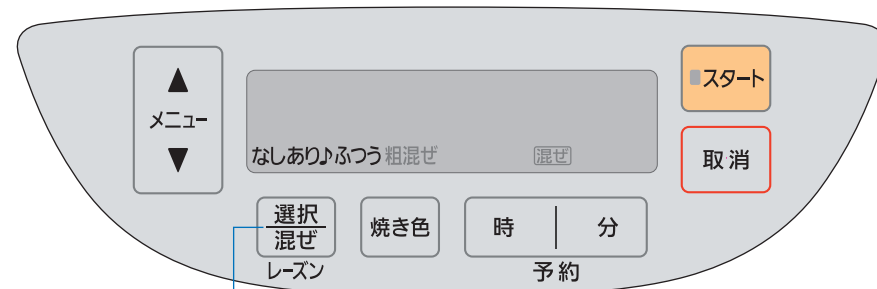 ▲
メニュー
▼
なしあり♪ふつう 粗混ぜ 混ぜ
スタート
取消
選択
混ぜ
レーズン
焼き色
時 分
予約